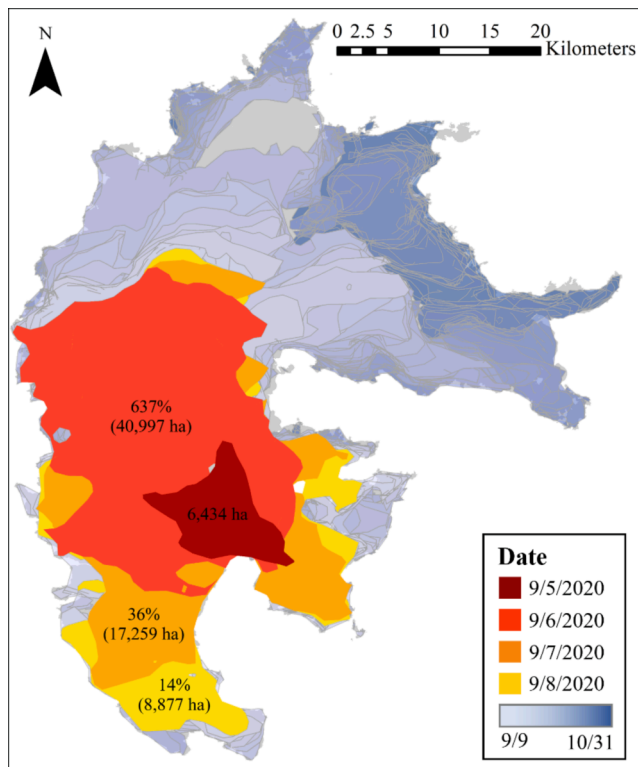 N
0 2.5 5 10 15 20
Kilometers
637%
(40,997 ha)
6,434 ha
36%
(17,259 ha)
14%
(8,877 ha)
Date
9/5/2020
9/6/2020
9/7/2020
9/8/2020
9/9 10/31